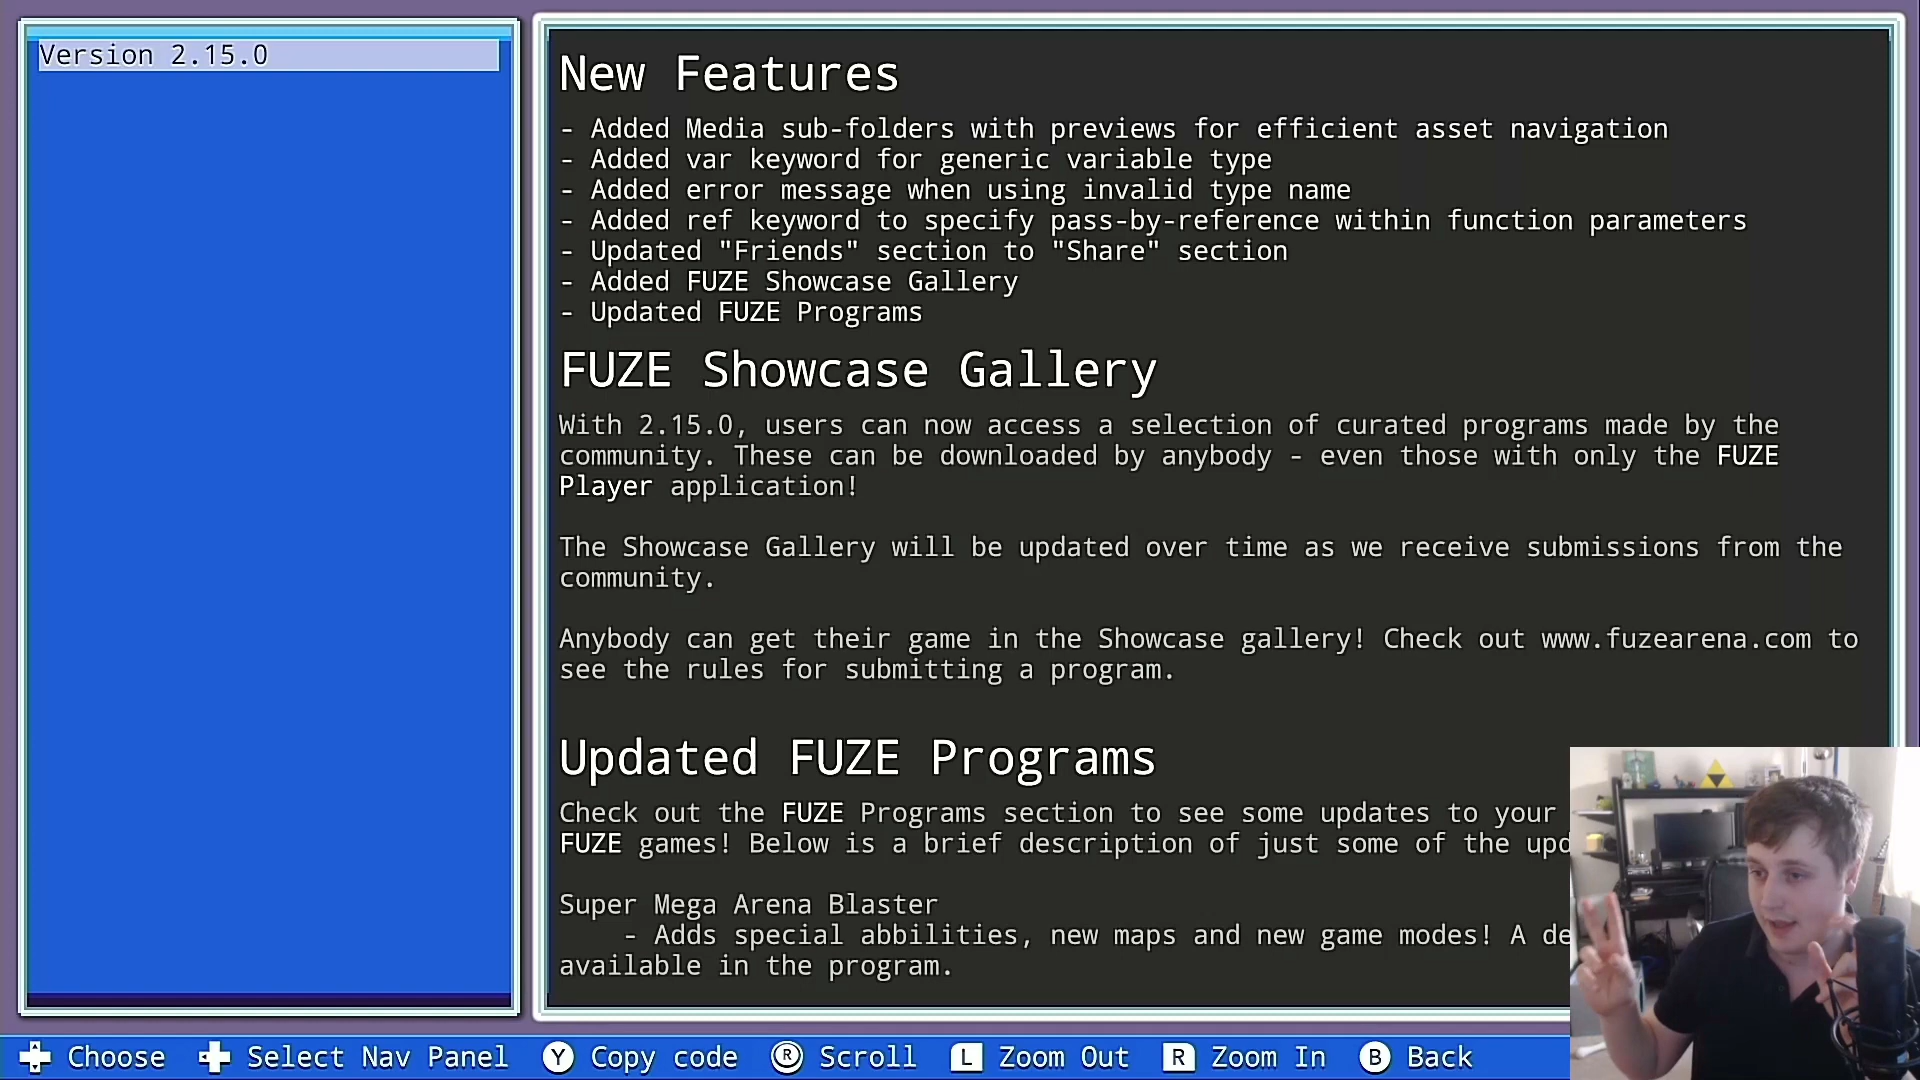 Version 2.15.0
New Features
- Added Media sub-folders with previews for efficient asset navigation
- Added var keyword for generic variable type
- Added error message when using invalid type name
- Added ref keyword to specify pass-by-reference within function parameters
- Updated "Friends" section to "Share" section
- Added FUZE Showcase Gallery
- Updated FUZE Programs
FUZE Showcase Gallery
With 2.15.0, users can now access a selection of curated programs made by the
community. These can be downloaded by anybody - even those with only the FUZE
Player application!
The Showcase Gallery will be updated over time as we receive submissions from the
community.
Anybody can get their game in the Showcase gallery! Check out www.fuzearena.com to
see the rules for submitting a program.
Updated FUZE Programs
Check out the FUZE Programs section to see some updates to your
FUZE games! Below is a brief description of just some of the upd
Super Mega Arena Blaster
- Adds special abbilities, new maps and new game modes! A de
available in the program.
Choose Select Nav Panel Y Copy code R Scroll L Zoom Out R Zoom In B Back